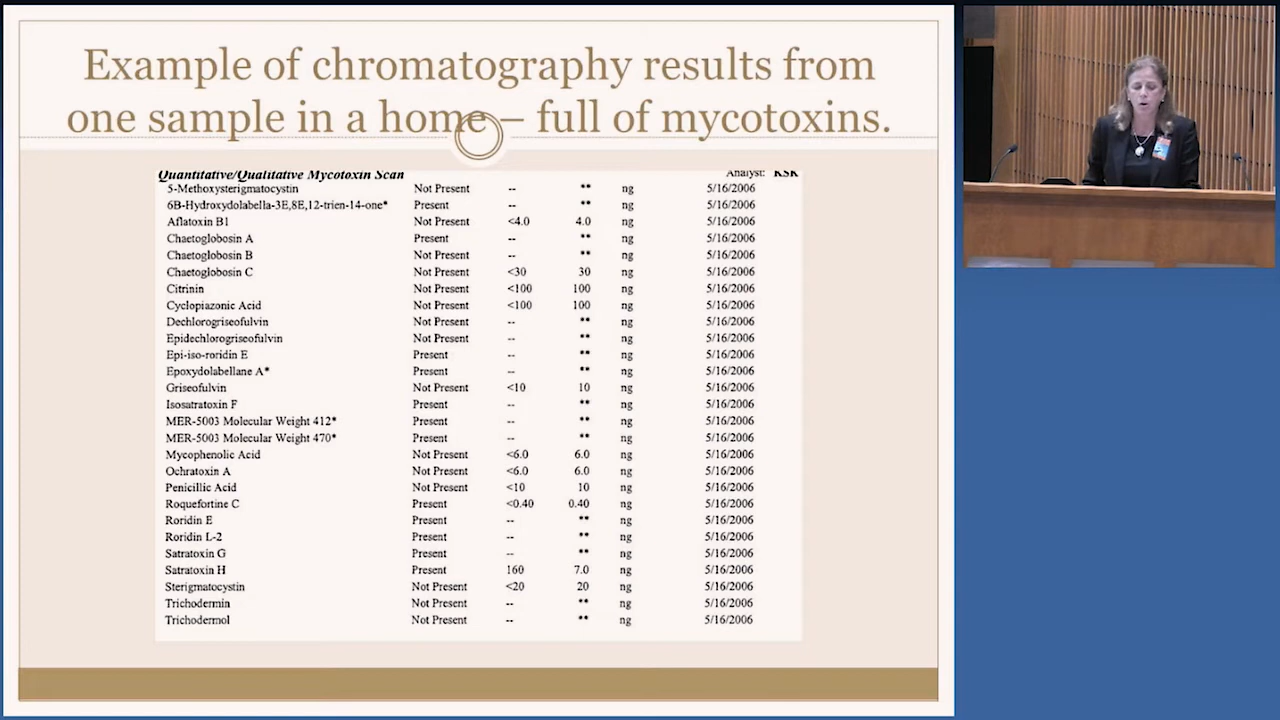 Example of chromatography results from
one sample in a home – full of mycotoxins.
Quantitative/Qualitative Mycotoxin Scan Analyst: KSK
5-Methoxysterigmatocystin Not Present -- ** ng 5/16/2006
6B-Hydroxydolabella-3E,8E,12-trien-14-one* Present -- ** ng 5/16/2006
Aflatoxin B1 Not Present <4.0 4.0 ng 5/16/2006
Chaetoglobosin A Present -- ** ng 5/16/2006
Chaetoglobosin B Not Present -- ** ng 5/16/2006
Chaetoglobosin C Not Present <30 30 ng 5/16/2006
Citrinin Not Present <100 100 ng 5/16/2006
Cyclopiazonic Acid Not Present <100 100 ng 5/16/2006
Dechlorogriseofulvin Not Present -- ** ng 5/16/2006
Epidechlorogriseofulvin Not Present -- ** ng 5/16/2006
Epi-iso-roridin E Present -- ** ng 5/16/2006
Epoxydolabellane A* Present -- ** ng 5/16/2006
Griseofulvin Not Present <10 10 ng 5/16/2006
Isosatratoxin F Present -- ** ng 5/16/2006
MER-5003 Molecular Weight 412* Present -- ** ng 5/16/2006
MER-5003 Molecular Weight 470* Present -- ** ng 5/16/2006
Mycophenolic Acid Not Present <6.0 6.0 ng 5/16/2006
Ochratoxin A Not Present <6.0 6.0 ng 5/16/2006
Penicillic Acid Not Present <10 10 ng 5/16/2006
Roquefortine C Present <0.40 0.40 ng 5/16/2006
Roridin E Present -- ** ng 5/16/2006
Roridin L-2 Present -- ** ng 5/16/2006
Satratoxin G Present -- ** ng 5/16/2006
Satratoxin H Present 160 7.0 ng 5/16/2006
Sterigmatocystin Not Present <20 20 ng 5/16/2006
Trichodermin Not Present -- ** ng 5/16/2006
Trichodermol Not Present -- ** ng 5/16/2006